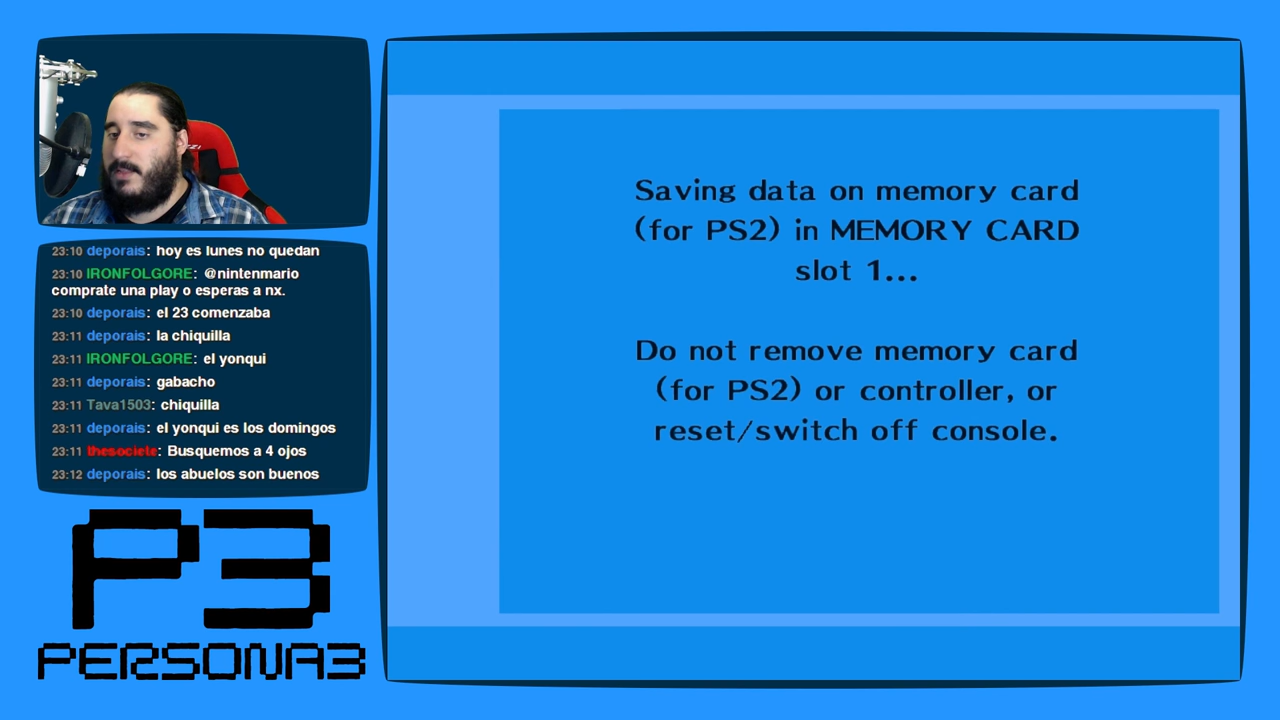 23:10 deporais: hoy es lunes no quedan
23:10 IRONFOLGORE: @nintenmario
comprate una play o esperas a nx.
23:10 deporais: el 23 comenzaba
23:11 deporais: la chiquilla
23:11 IRONFOLGORE: el yonqui
23:11 deporais: gabacho
23:11 Tava1503: chiquilla
23:11 deporais: el yonqui es los domingos
23:11 thesociete: Busquemos a 4 ojos
23:12 deporais: los abuelos son buenos
P3
PERSONA3
Saving data on memory card
(for PS2) in MEMORY CARD
slot 1...
Do not remove memory card
(for PS2) or controller, or
reset/switch off console.